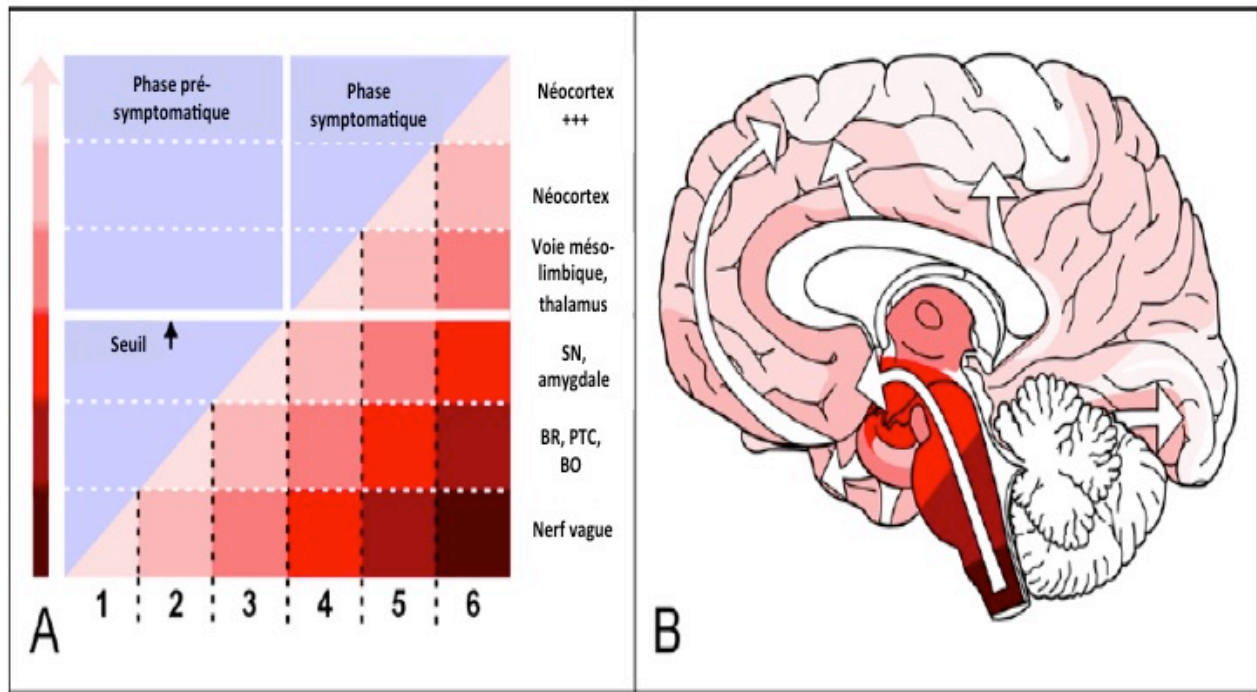 Phase pré-
symptomatique
Phase
symptomatique
Néocortex
+++
Néocortex
Voie méso-
limbique,
thalamus
Seuil
SN,
amygdale
BR, PTC,
BO
Nerf vague
1 2 3 4 5 6
A
B